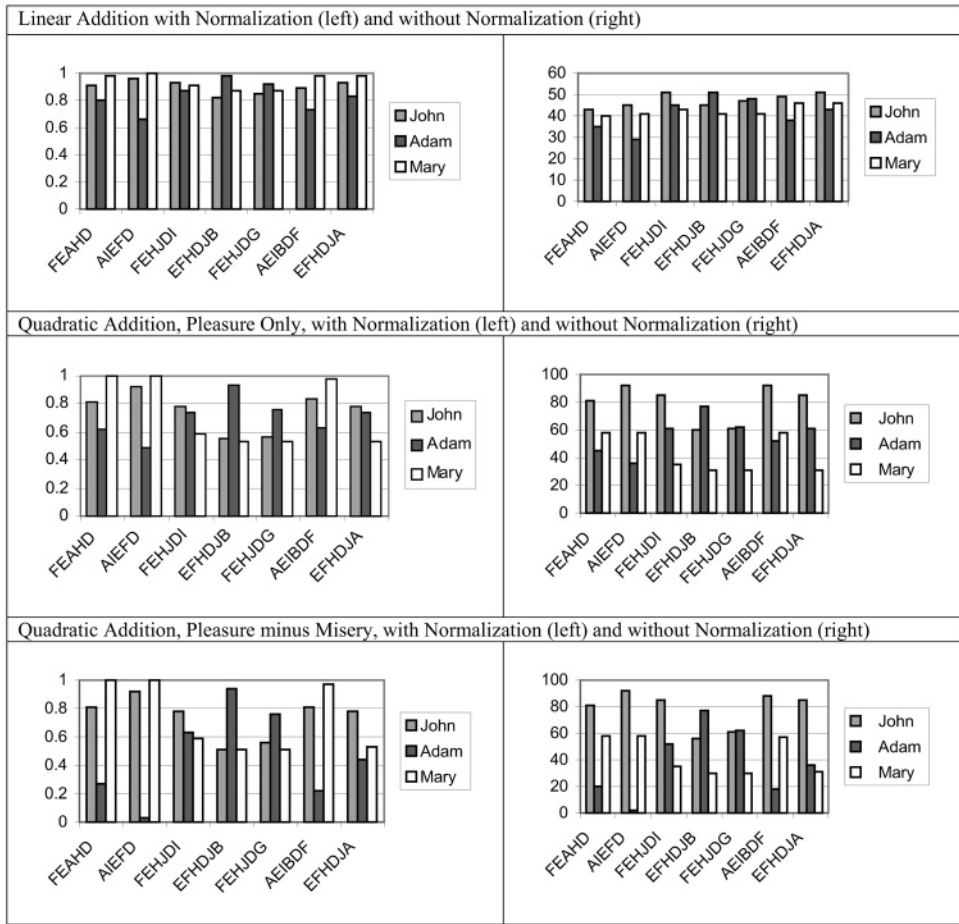 Linear Addition with Normalization (left) and without Normalization (right)
1
0.8
0.6
0.4
0.2
0
FEAHD
AIEFD
FEHJDI
EFHDJB
FEHJDG
AEIBDF
EFHDJA
John
Adam
Mary
60
50
40
30
20
10
0
FEAHD
AIEFD
FEHJDI
EFHDJB
FEHJDG
AEIBDF
EFHDJA
John
Adam
Mary
Quadratic Addition, Pleasure Only, with Normalization (left) and without Normalization (right)
1
0.8
0.6
0.4
0.2
0
FEAHD
AIEFD
FEHJDI
EFHDJB
FEHJDG
AEIBDF
EFHDJA
John
Adam
Mary
100
80
60
40
20
0
FEAHD
AIEFD
FEHJDI
EFHDJB
FEHJDG
AEIBDF
EFHDJA
John
Adam
Mary
Quadratic Addition, Pleasure minus Misery, with Normalization (left) and without Normalization (right)
1
0.8
0.6
0.4
0.2
0
FEAHD
AIEFD
FEHJDI
EFHDJB
FEHJDG
AEIBDF
EFHDJA
John
Adam
Mary
100
80
60
40
20
0
FEAHD
AIEFD
FEHJDI
EFHDJB
FEHJDG
AEIBDF
EFHDJA
John
Adam
Mary